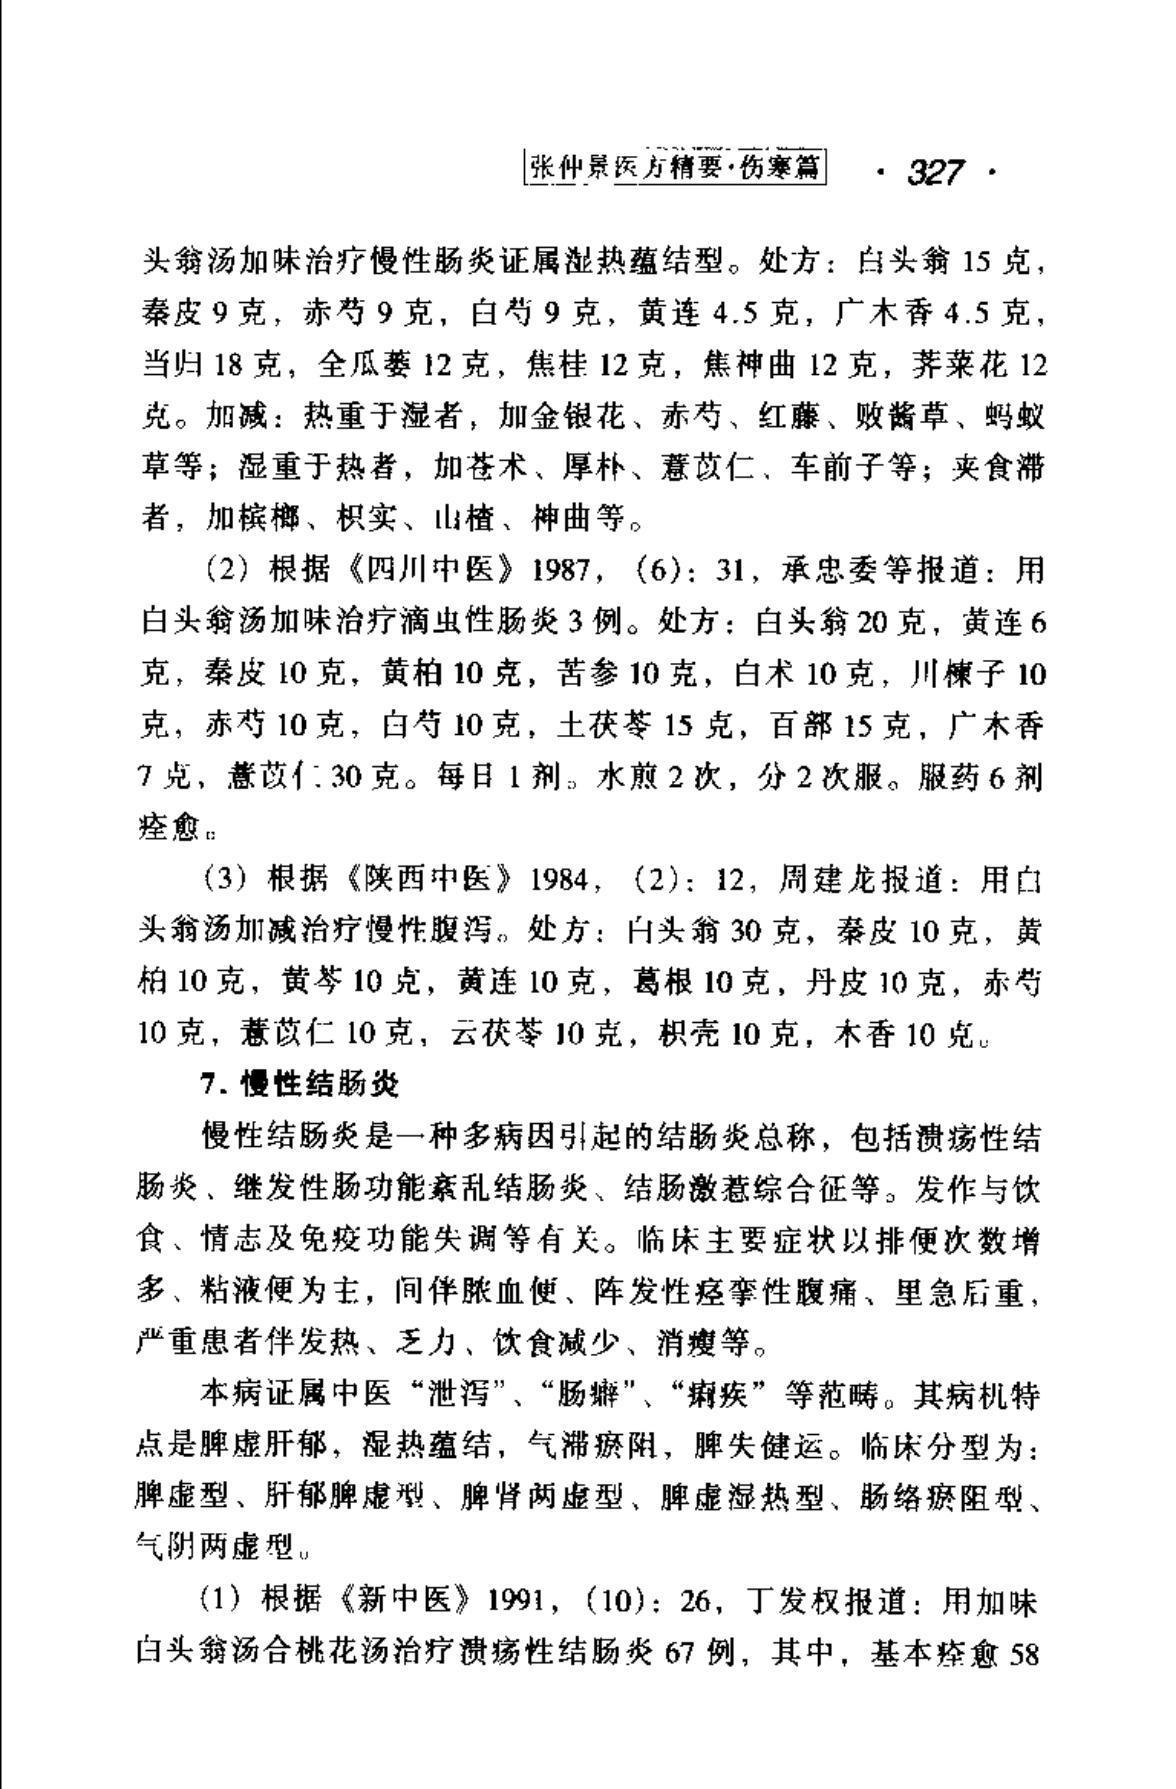 张仲景医方精要·伤寒篇 · 327 ·
头翁汤加味治疗慢性肠炎证属湿热蕴结型。处方：白头翁 15 克，
秦皮 9 克，赤芍 9 克，白芍 9 克，黄连 4.5 克，广木香 4.5 克，
当归 18 克，全瓜蒌 12 克，焦桂 12 克，焦神曲 12 克，荠菜花 12
克。加减：热重于湿者，加金银花、赤芍、红藤、败酱草、蚂蚁
草等；湿重于热者，加苍术、厚朴、薏苡仁、车前子等；夹食滞
者，加槟榔、枳实、山楂、神曲等。
（2）根据《四川中医》1987，（6）：31，承忠委等报道：用
白头翁汤加味治疗滴虫性肠炎 3 例。处方：白头翁 20 克，黄连 6
克，秦皮 10 克，黄柏 10 克，苦参 10 克，白术 10 克，川楝子 10
克，赤芍 10 克，白芍 10 克，土茯苓 15 克，百部 15 克，广木香
7 克，薏苡仁 30 克。每日 1 剂。水煎 2 次，分 2 次服。服药 6 剂
痊愈。
（3）根据《陕西中医》1984，（2）：12，周建龙报道：用白
头翁汤加减治疗慢性腹泻。处方：白头翁 30 克，秦皮 10 克，黄
柏 10 克，黄芩 10 克，黄连 10 克，葛根 10 克，丹皮 10 克，赤芍
10 克，薏苡仁 10 克，云茯苓 10 克，枳壳 10 克，木香 10 克。
7. 慢性结肠炎
慢性结肠炎是一种多病因引起的结肠炎总称，包括溃疡性结
肠炎、继发性肠功能紊乱结肠炎、结肠激惹综合征等。发作与饮
食、情志及免疫功能失调等有关。临床主要症状以排便次数增
多、粘液便为主，间伴脓血便、阵发性痉挛性腹痛、里急后重，
严重患者伴发热、乏力、饮食减少、消瘦等。
本病证属中医“泄泻”、“肠癖”、“痢疾”等范畴。其病机特
点是脾虚肝郁，湿热蕴结，气滞瘀阻，脾失健运。临床分型为：
脾虚型、肝郁脾虚型、脾肾两虚型、脾虚湿热型、肠络瘀阻型、
气阴两虚型。
（1）根据《新中医》1991，（10）：26，丁发权报道：用加味
白头翁汤合桃花汤治疗溃疡性结肠炎 67 例，其中，基本痊愈 58